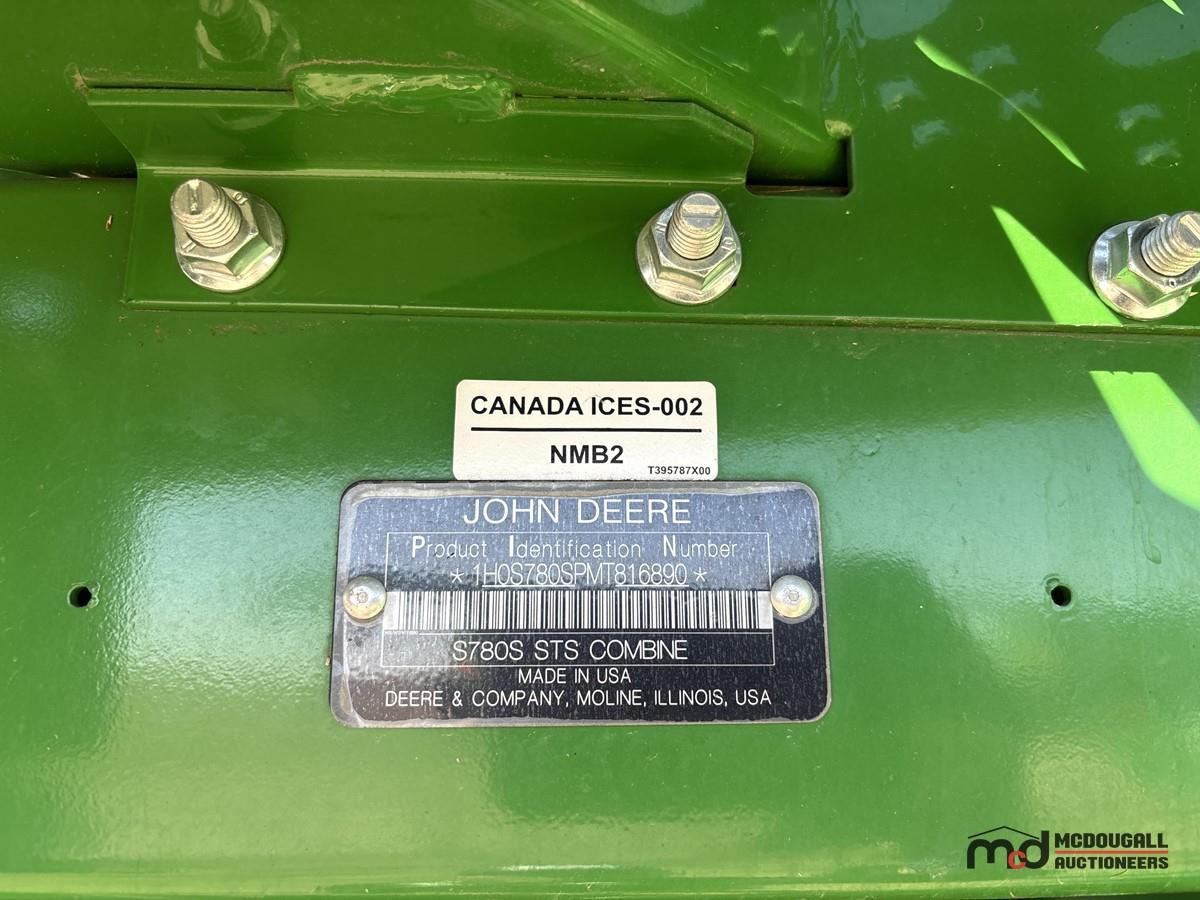 CANADA ICES-002
NMB2
T395787X00
JOHN DEERE
Product Identification Number
*1H0S780SPMT816890*
S780S STS COMBINE
MADE IN USA
DEERE & COMPANY, MOLINE, ILLINOIS, USA
mcd MCDOUGALL
AUCTIONEERS